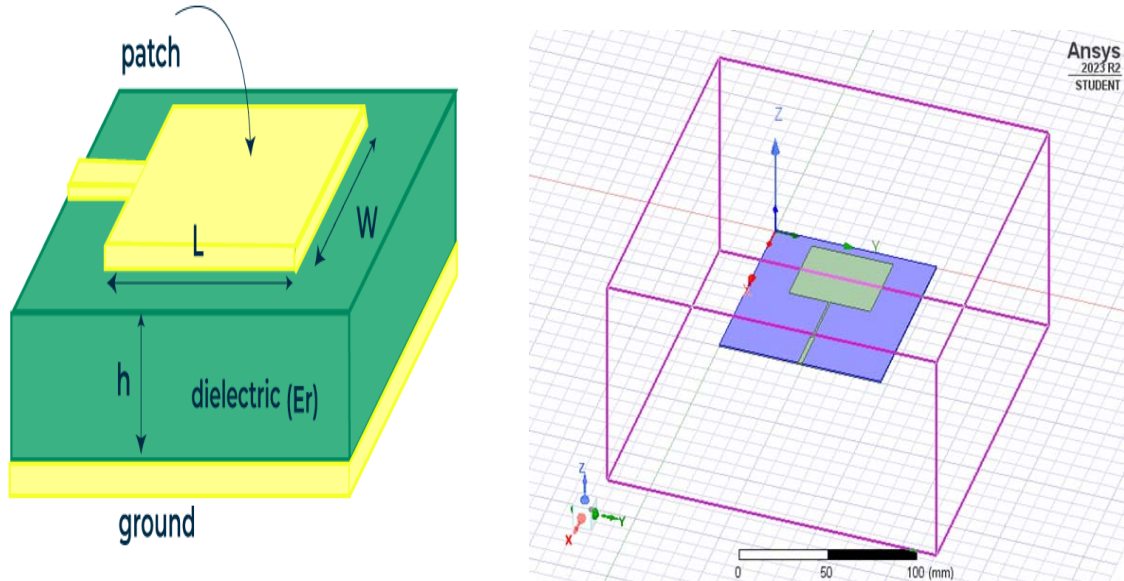 patch
W
L
h
dielectric (Er)
ground
Ansys
2023 R2
STUDENT
Z
Y
X
Z
Y
X
0
50
100 (mm)